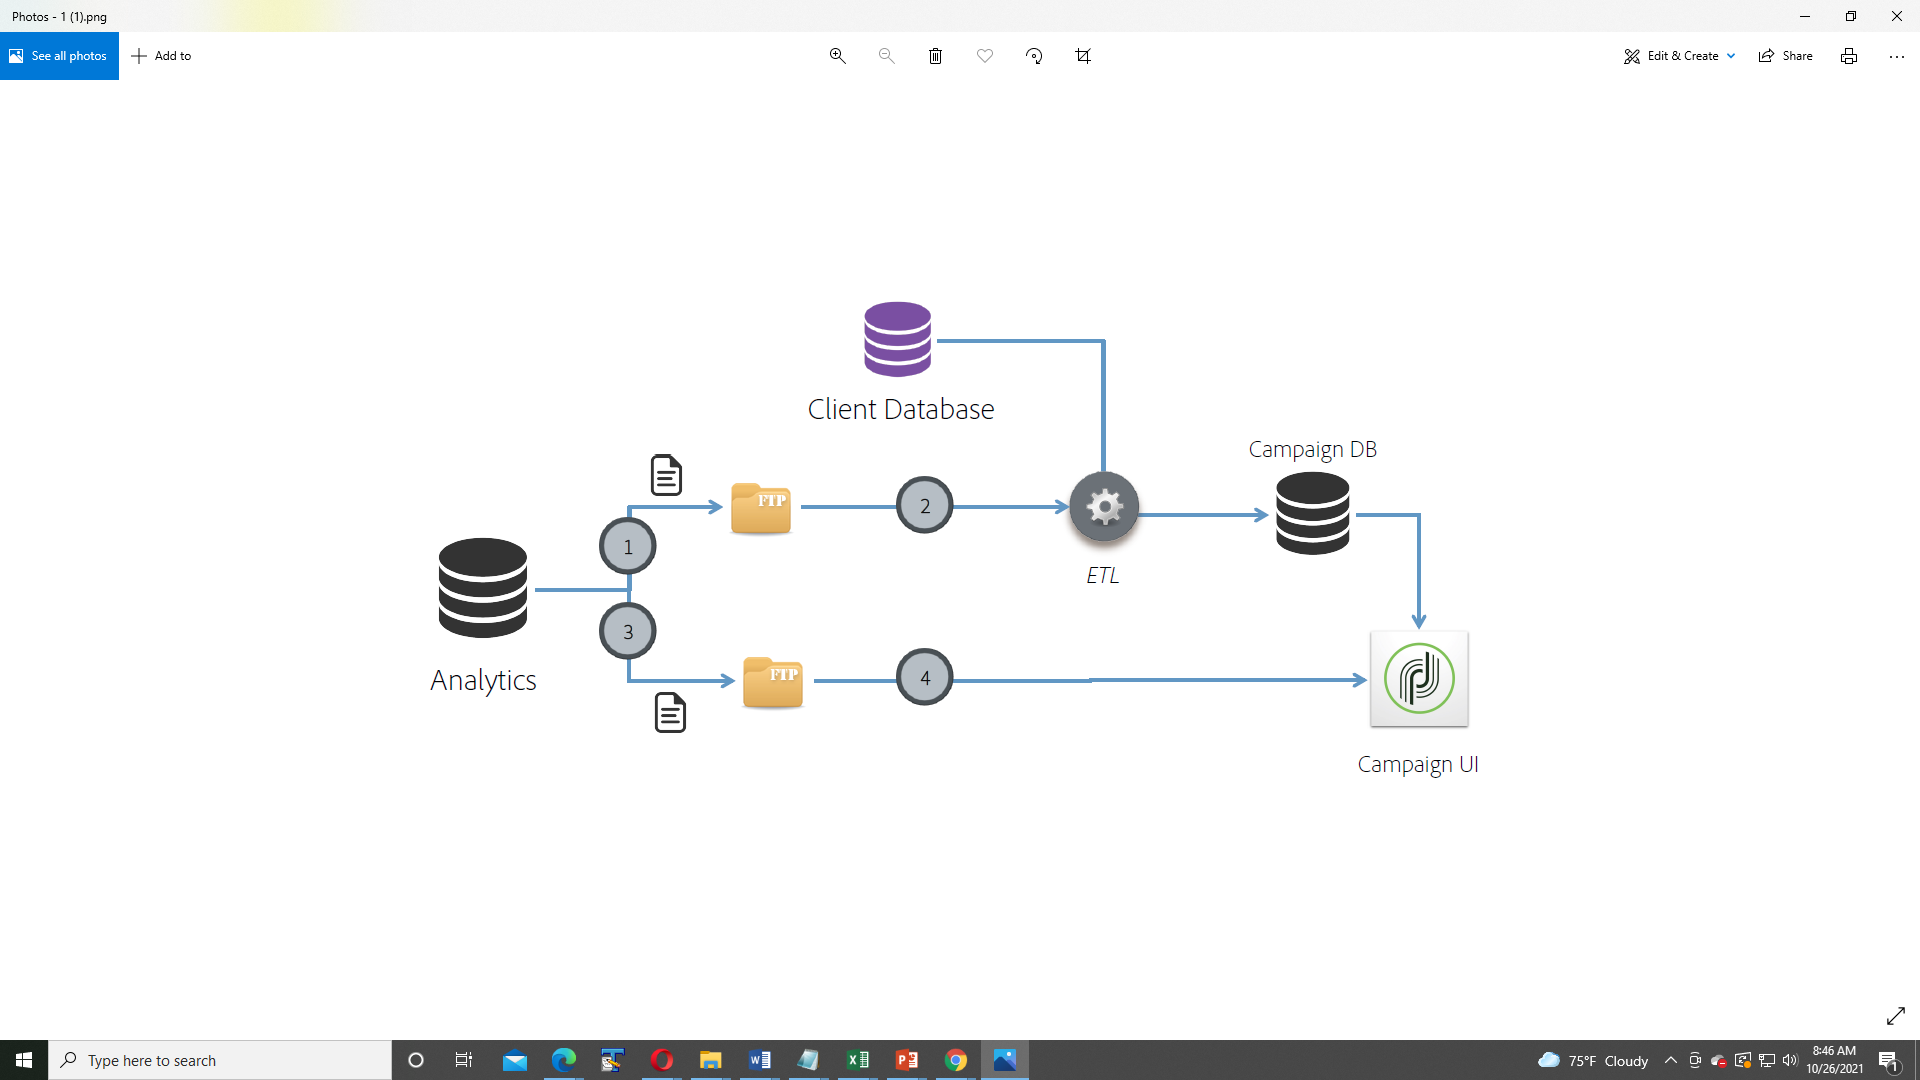 Photos - 1 (1).png
See all photos
Add to
Edit & Create
Share
Client Database
Campaign DB
FTP
2
1
ETL
3
Analytics
FTP
4
Campaign UI
Type here to search
75°F Cloudy
8:46 AM
10/26/2021
1